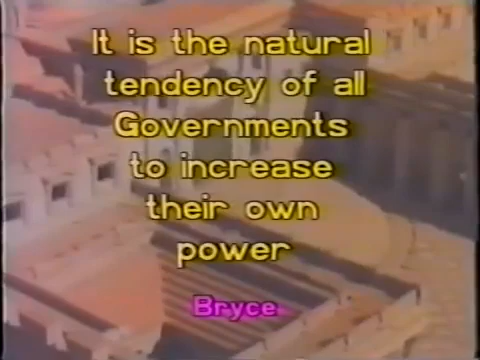 It is the natural
tendency of all
Governments
to increase
their own
power
Bryce